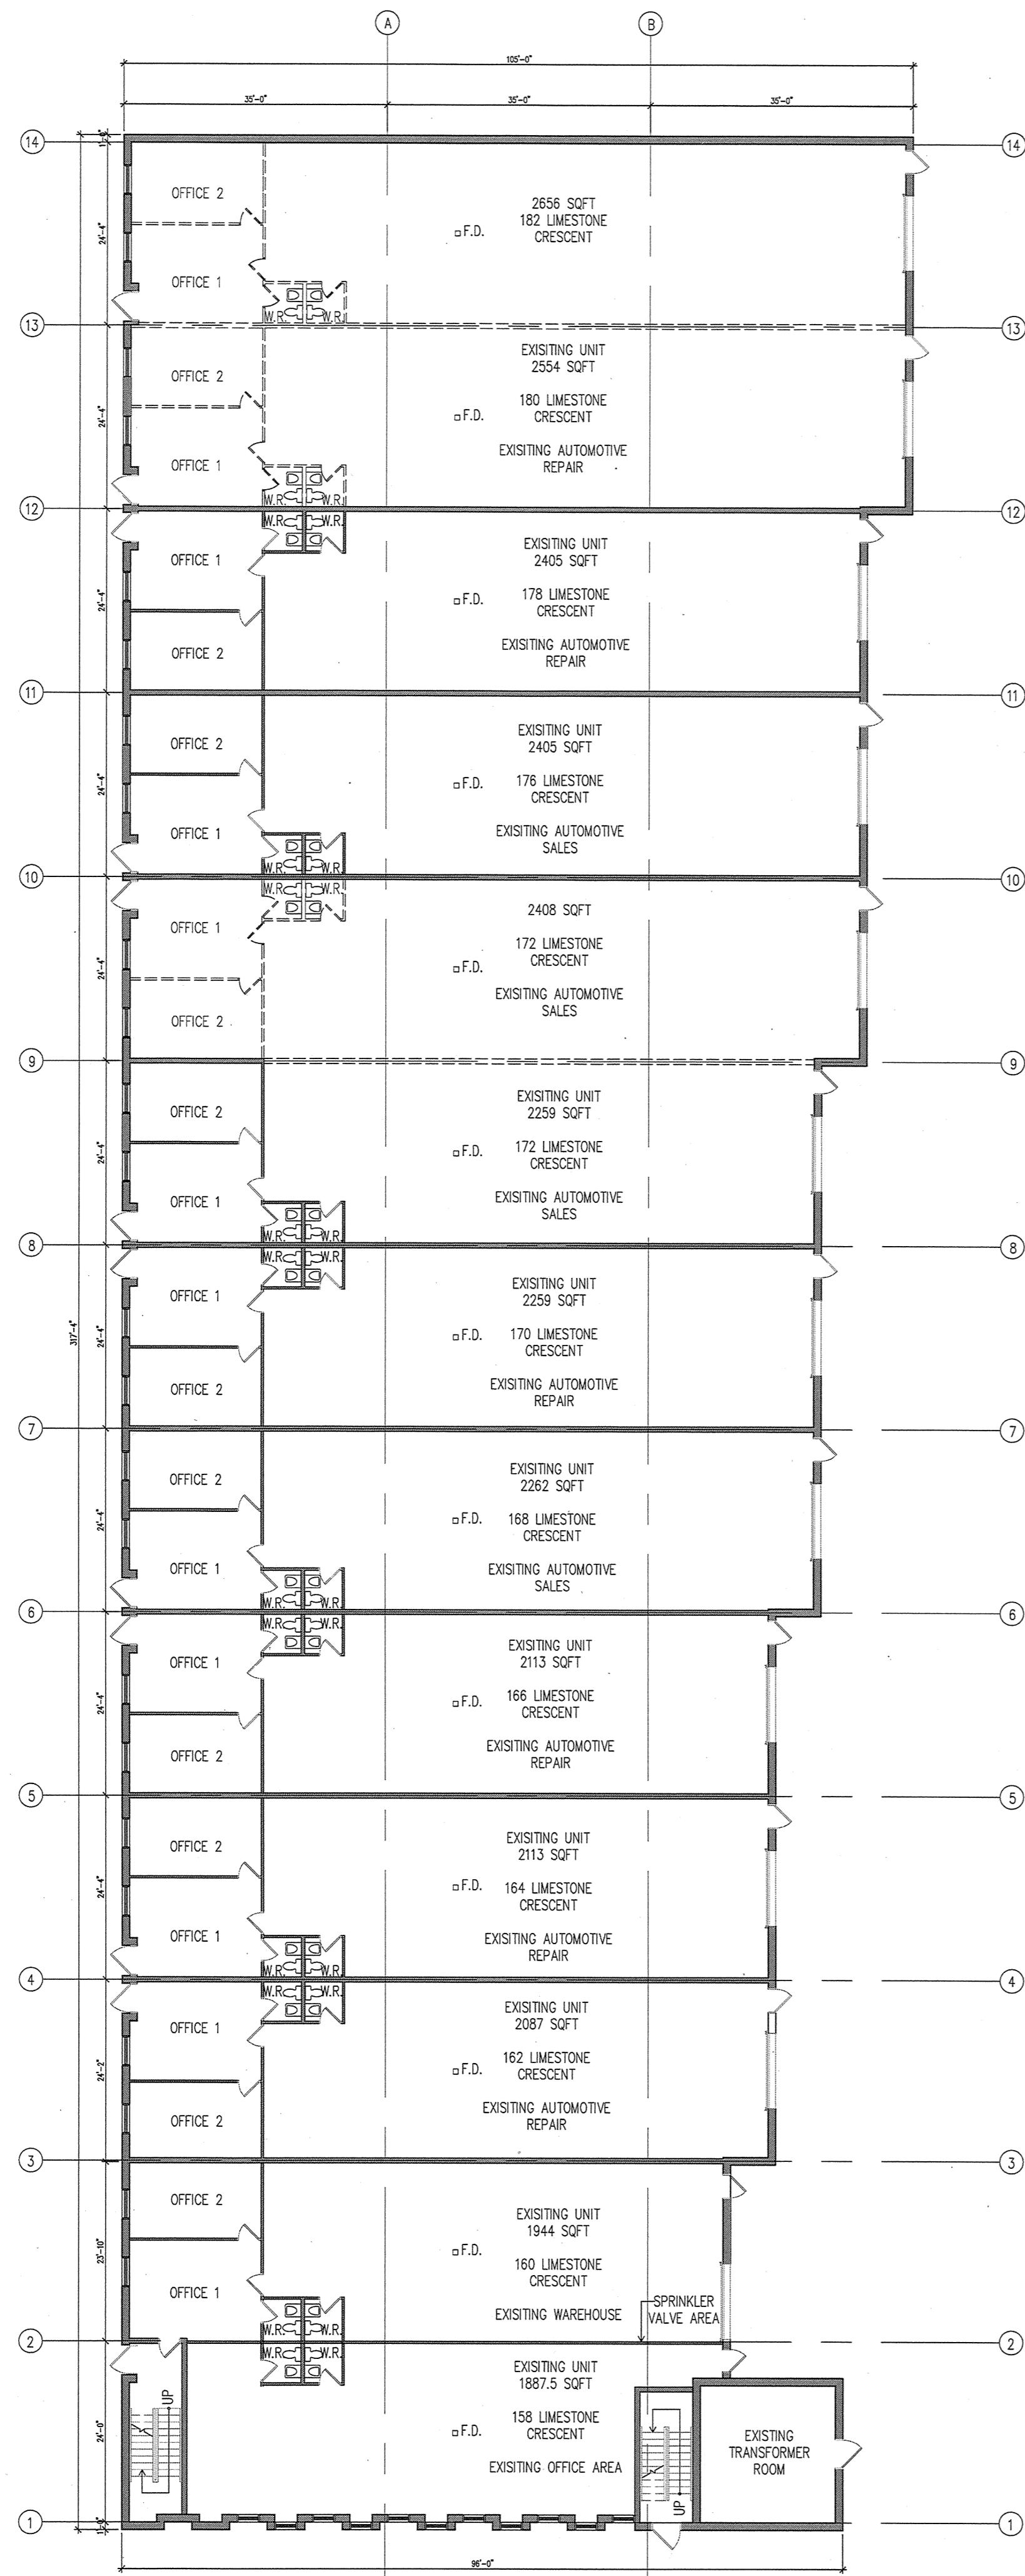 A
B
105'-0"
35'-0"
35'-0"
35'-0"
14
14
1'-0"
OFFICE 2
2656 SQFT
182 LIMESTONE
CRESCENT
F.D.
24'-4"
OFFICE 1
W.R.
W.R.
13
13
EXISITING UNIT
2554 SQFT
OFFICE 2
180 LIMESTONE
CRESCENT
F.D.
24'-4"
EXISITING AUTOMOTIVE
REPAIR
OFFICE 1
W.R.
W.R.
12
12
W.R.
W.R.
EXISITING UNIT
2405 SQFT
OFFICE 1
178 LIMESTONE
CRESCENT
F.D.
24'-4"
EXISITING AUTOMOTIVE
REPAIR
OFFICE 2
11
11
EXISITING UNIT
2405 SQFT
OFFICE 2
176 LIMESTONE
CRESCENT
F.D.
24'-4"
EXISITING AUTOMOTIVE
SALES
OFFICE 1
W.R.
W.R.
10
10
W.R.
W.R.
2408 SQFT
OFFICE 1
172 LIMESTONE
CRESCENT
F.D.
24'-4"
EXISITING AUTOMOTIVE
SALES
OFFICE 2
9
9
EXISITING UNIT
2259 SQFT
OFFICE 2
172 LIMESTONE
CRESCENT
F.D.
24'-4"
EXISITING AUTOMOTIVE
SALES
OFFICE 1
W.R.
W.R.
8
8
W.R.
W.R.
EXISITING UNIT
2259 SQFT
OFFICE 1
170 LIMESTONE
CRESCENT
F.D.
24'-4"
317'-4"
EXISITING AUTOMOTIVE
REPAIR
OFFICE 2
7
7
EXISITING UNIT
2262 SQFT
OFFICE 2
168 LIMESTONE
CRESCENT
F.D.
24'-4"
EXISITING AUTOMOTIVE
SALES
OFFICE 1
W.R.
W.R.
6
6
W.R.
W.R.
EXISITING UNIT
2113 SQFT
OFFICE 1
166 LIMESTONE
CRESCENT
F.D.
24'-4"
EXISITING AUTOMOTIVE
REPAIR
OFFICE 2
5
5
EXISITING UNIT
2113 SQFT
OFFICE 2
164 LIMESTONE
CRESCENT
F.D.
24'-4"
EXISITING AUTOMOTIVE
REPAIR
OFFICE 1
W.R.
W.R.
4
4
W.R.
W.R.
EXISITING UNIT
2087 SQFT
OFFICE 1
162 LIMESTONE
CRESCENT
F.D.
24'-2"
EXISITING AUTOMOTIVE
REPAIR
OFFICE 2
3
3
OFFICE 2
EXISITING UNIT
1944 SQFT
160 LIMESTONE
CRESCENT
F.D.
23'-10"
OFFICE 1
EXISITING WAREHOUSE
SPRINKLER
VALVE AREA
W.R.
W.R.
2
2
W.R.
W.R.
EXISITING UNIT
1887.5 SQFT
UP
158 LIMESTONE
CRESCENT
F.D.
24'-0"
EXISITING OFFICE AREA
EXISTING
TRANSFORMER
ROOM
UP
1
1
1'-0"
96'-0"